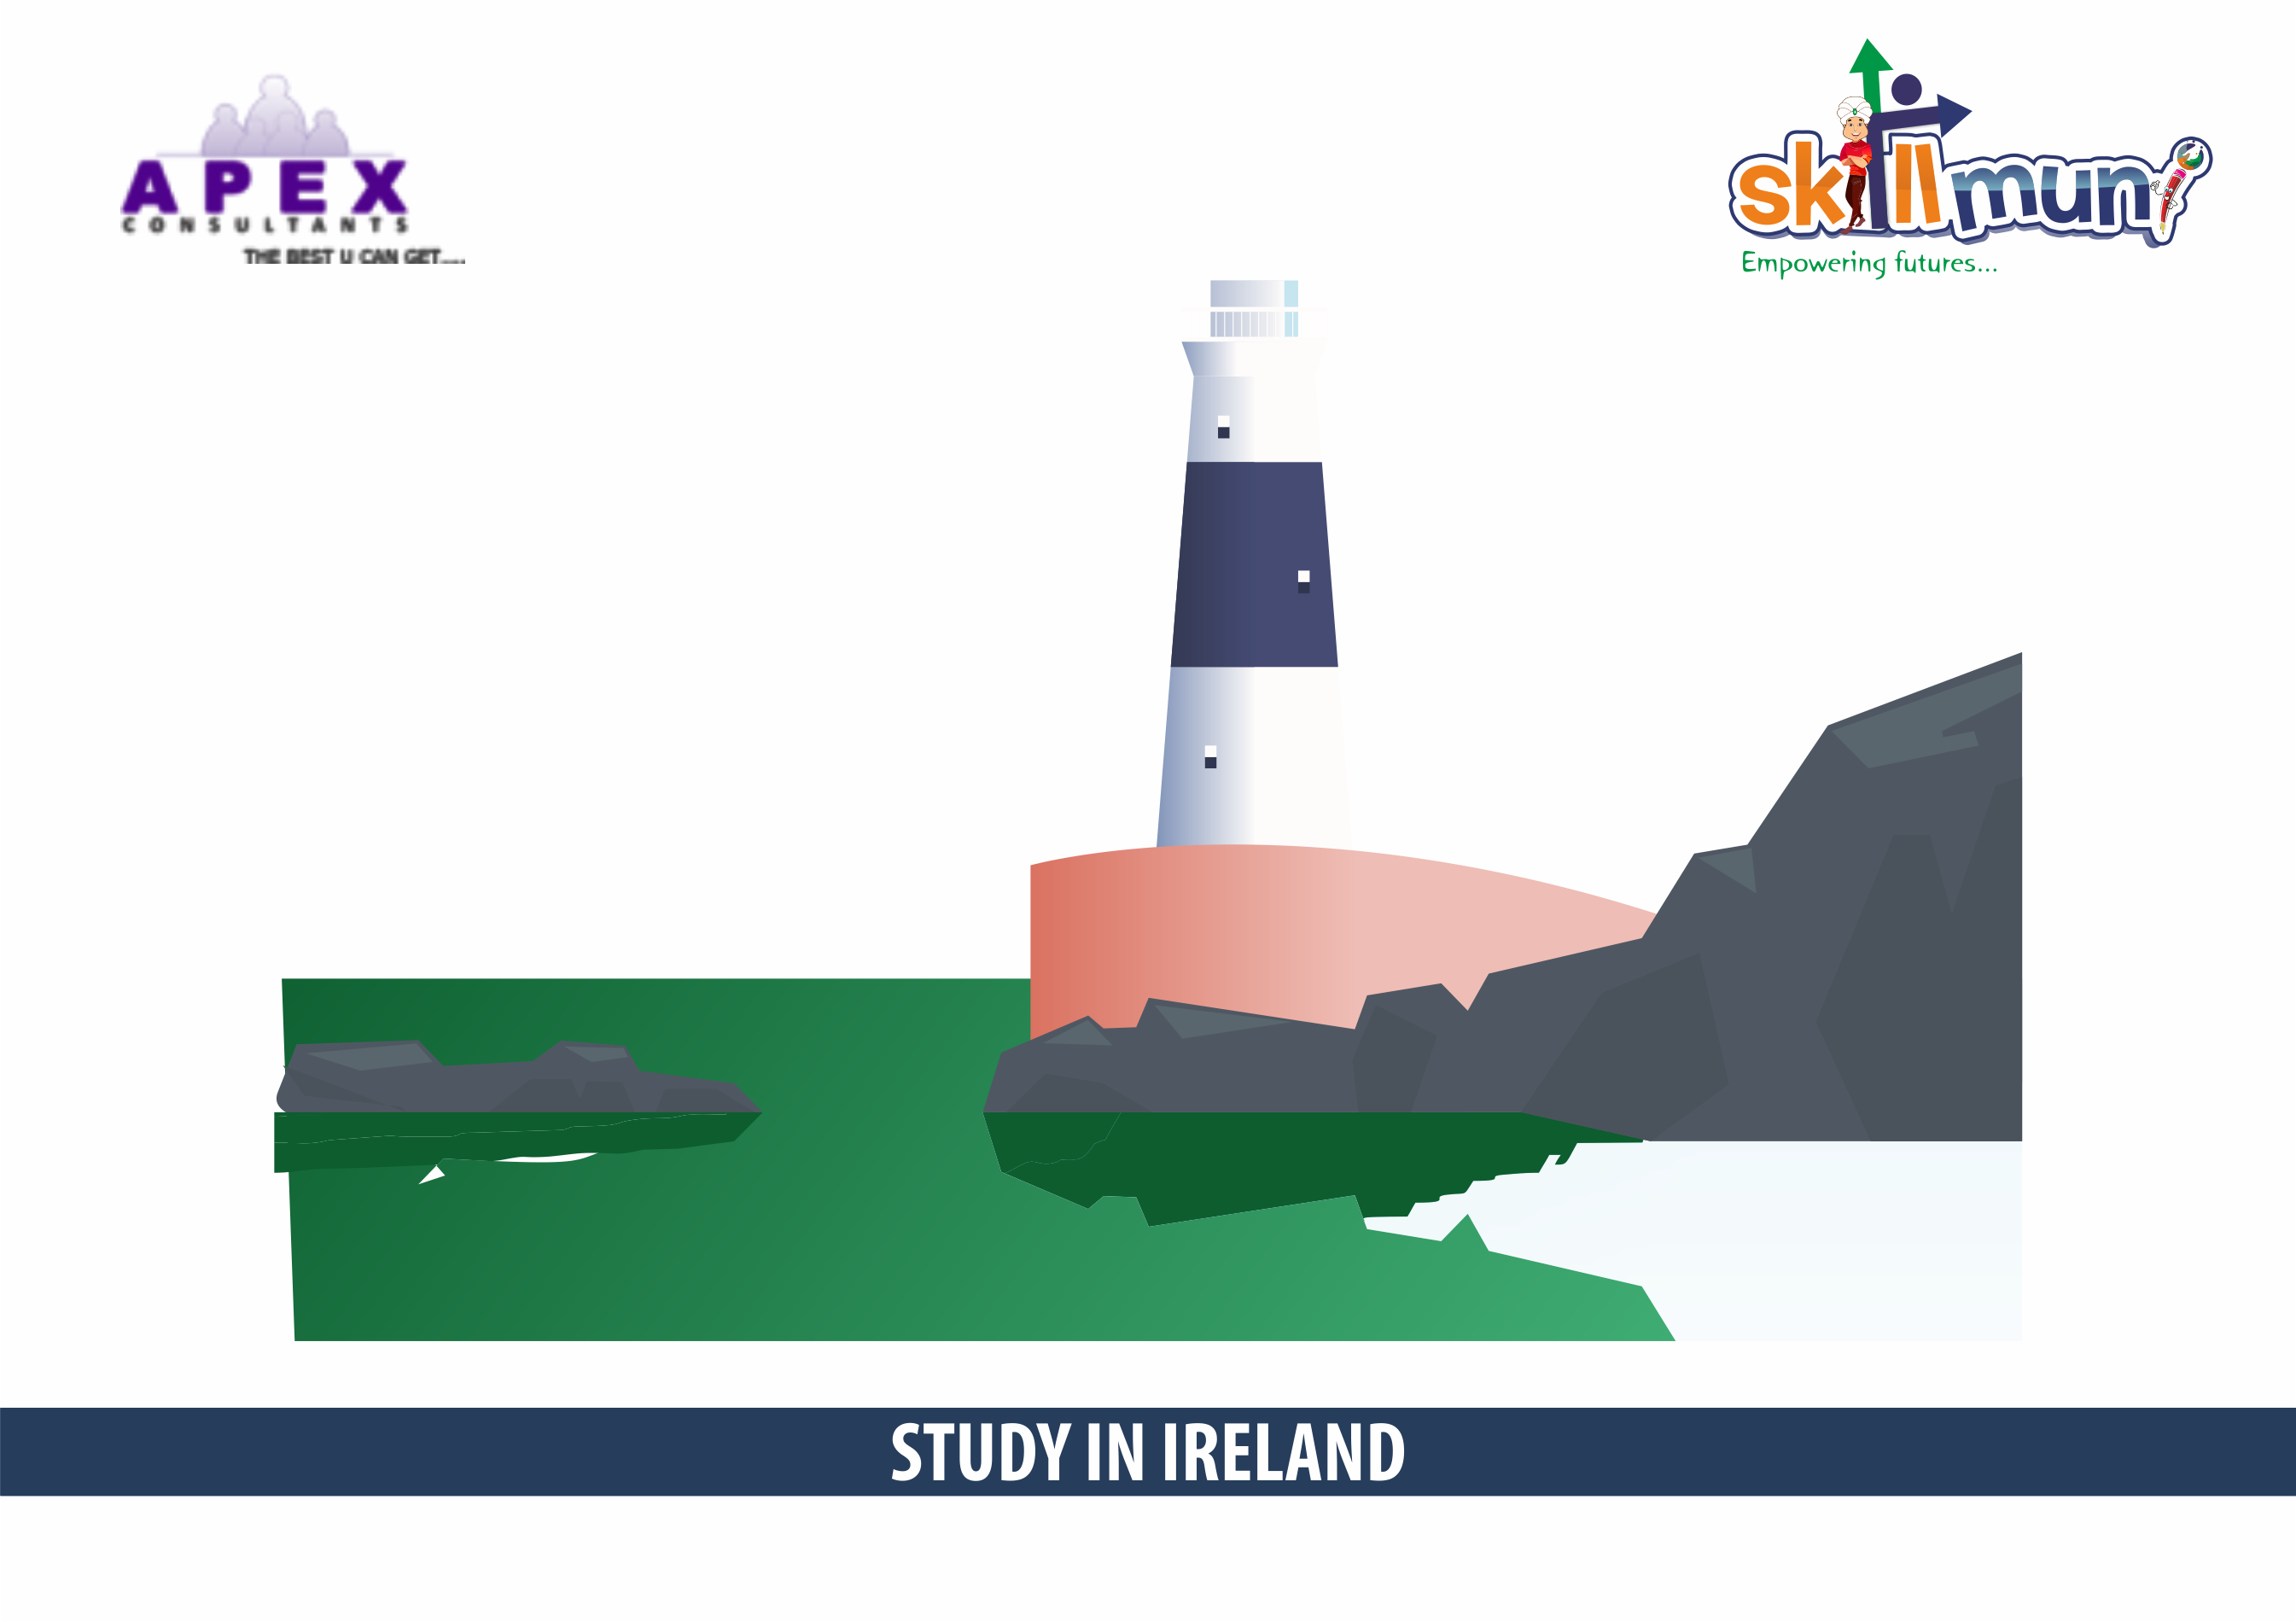 APEX
CONSULTANTS
THE BEST U CAN GET....
skillmuni
Empowering futures...
STUDY IN IRELAND